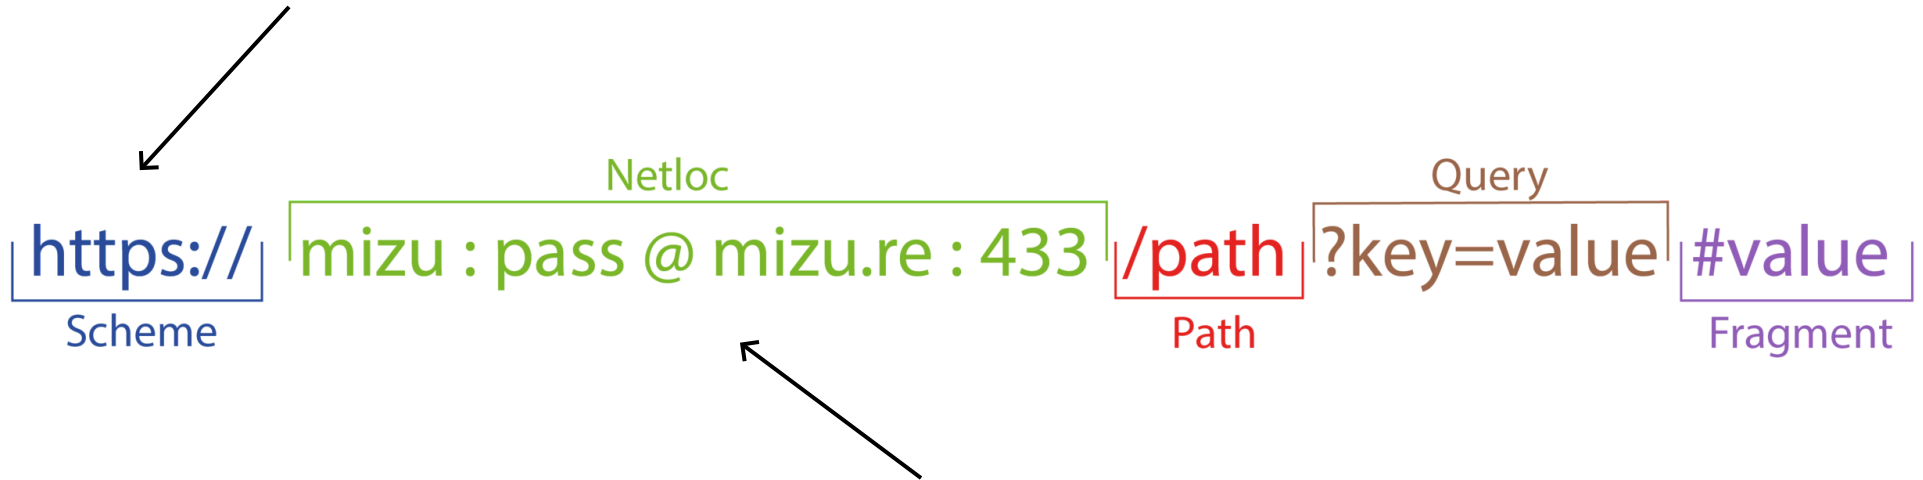 Netloc Query
https:// mizu : pass @ mizu.re : 433 /path ?key=value #value
Scheme Path Fragment